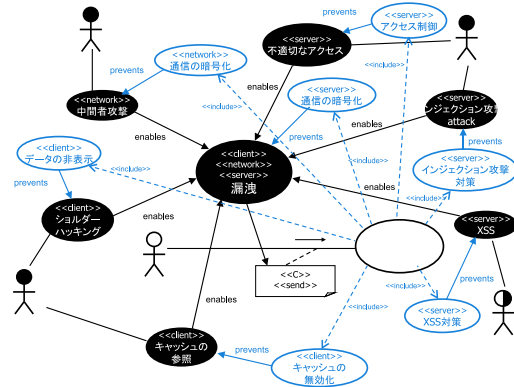 <<server>>
アクセス制御
prevents
<<server>>
不適切なアクセス
<<network>>
通信の暗号化
prevents
<<include>>
enables
<<include>>
<<network>>
中間者攻撃
<<server>>
通信の暗号化
<<server>>
ンジェクション攻撃
attack
enables
prevents
<<include>>
enables
prevents
<<client>>
データの非表示
<<include>>
<<client>>
<<network>>
<<server>>
漏洩
<<server>>
インジェクション攻撃
対策
prevents
<<include>>
<<client>>
ショルダー
ハッキング
enables
enables
<<server>>
XSS
<<C>>
<<send>>
prevents
<<include>>
<<include>>
enables
<<server>>
XSS対策
<<client>>
キャッシュの
参照
prevents
<<client>>
キャッシュの
無効化